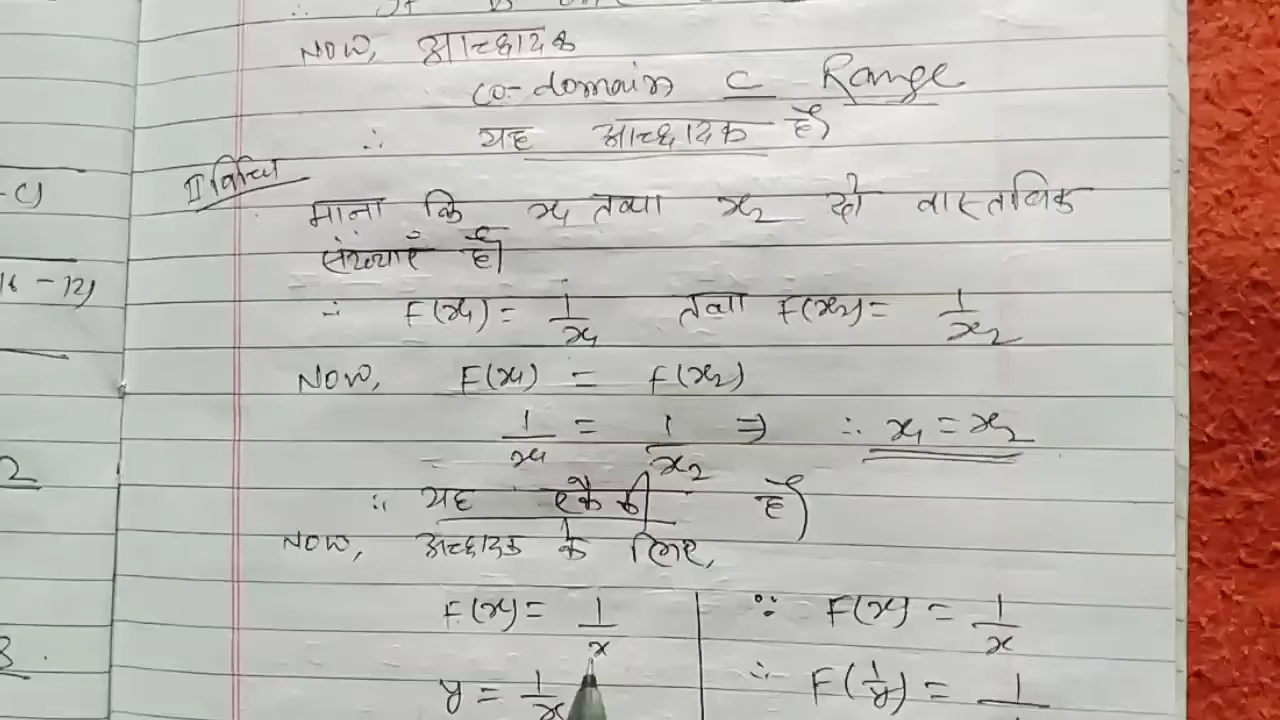 Now, आच्छादक
co-domain ⊂ Range
∴ यह आच्छादक है।
II विधि
माना कि x₁ तथा x₂ दो वास्तविक
संख्याएँ है।
∴ F(x₁) = 1/x₁ तथा F(x₂) = 1/x₂
Now, F(x₁) = F(x₂)
1/x₁ = 1/x₂ ⇒ ∴ x₁ = x₂
∴ यह एकैकी है।
Now, आच्छादक के लिए,
F(x) = 1/x ∵ F(x) = 1/x
y = 1/x ∴ F(1/y) = 1